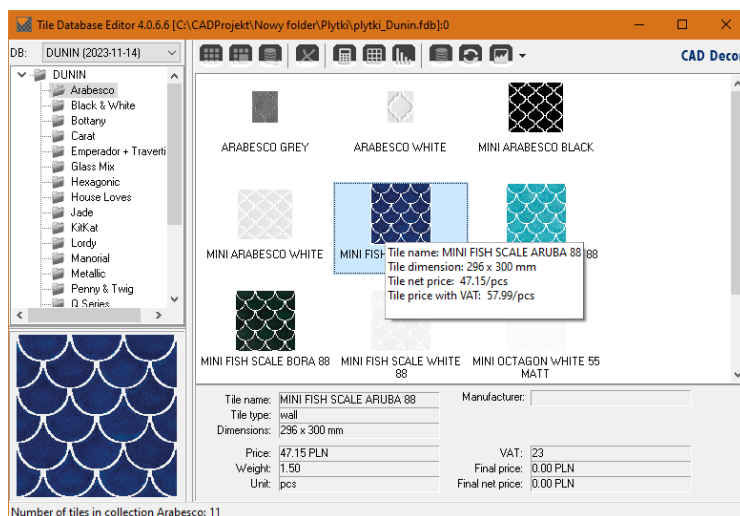 Tile Database Editor 4.0.6.6 [C:\CADProjekt\Nowy folder\Plytki\plytki_Dunin.fdb]:0
DB:
DUNIN (2023-11-14)
CAD Decor
DUNIN
Arabesco
Black & White
Bottany
Carat
Emperador + Traverti
Glass Mix
Hexagonic
House Loves
Jade
KitKat
Lordy
Manorial
Metallic
Penny & Twig
Q Series
ARABESCO GREY
ARABESCO WHITE
MINI ARABESCO BLACK
MINI ARABESCO WHITE
MINI FIS
88
Tile name: MINI FISH SCALE ARUBA 88
Tile dimension: 296 x 300 mm
Tile net price: 47.15/pcs
Tile price with VAT: 57.99/pcs
MINI FISH SCALE BORA 88
MINI FISH SCALE WHITE
88
MINI OCTAGON WHITE 55
MATT
Tile name: MINI FISH SCALE ARUBA 88
Manufacturer:
Tile type: wall
Dimensions: 296 x 300 mm
Price: 47.15 PLN
VAT: 23
Weight: 1.50
Final price: 0.00 PLN
Unit: pcs
Final net price: 0.00 PLN
Number of tiles in collection Arabesco: 11